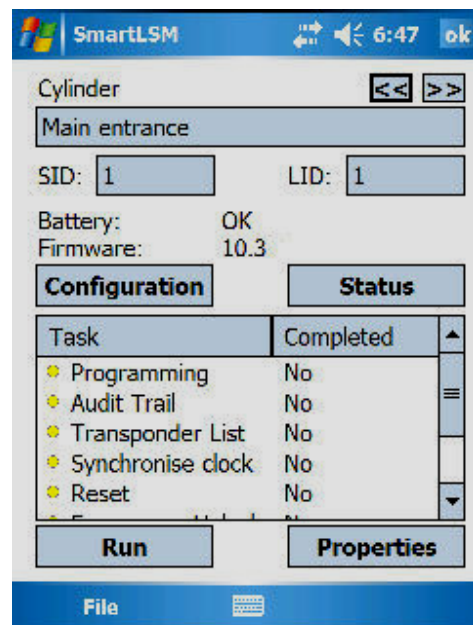 SmartLSM 6:47 ok
Cylinder << >>
Main entrance
SID: 1 LID: 1
Battery: OK
Firmware: 10.3
Configuration Status
Task Completed
Programming No
Audit Trail No
Transponder List No
Synchronise clock No
Reset No
Run Properties
File